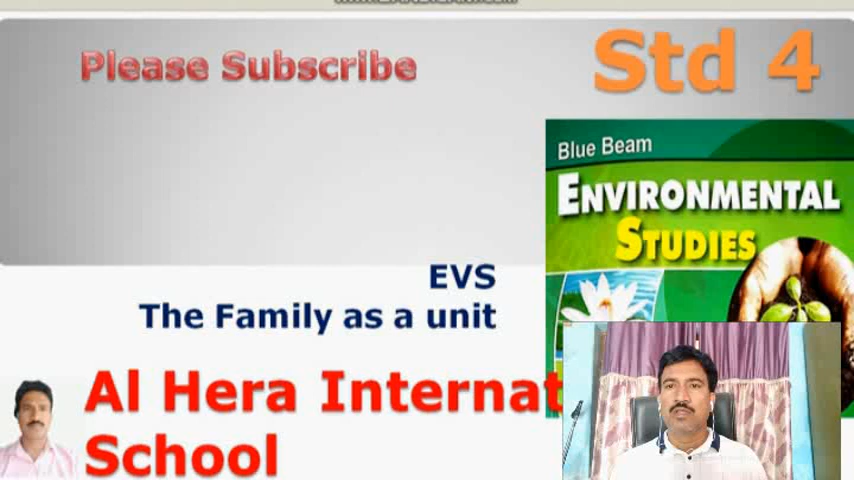 Please Subscribe
Std 4
Blue Beam
ENVIRONMENTAL
STUDIES
EVS
The Family as a unit
Al Hera Internat
School